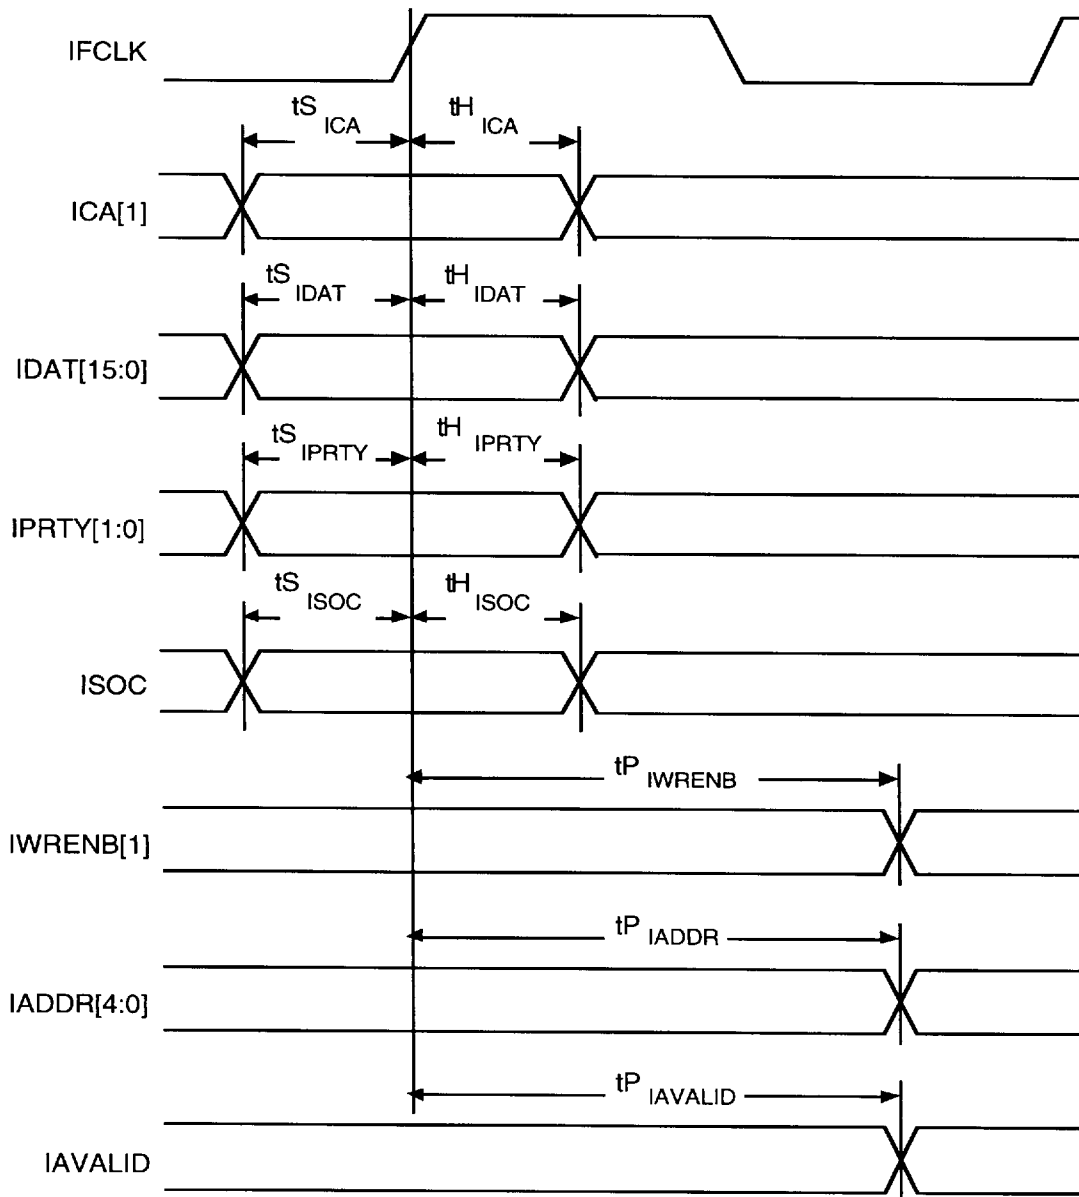 IFCLK
tS ICA tH ICA
ICA[1]
tS IDAT tH IDAT
IDAT[15:0]
tS IPRTY tH IPRTY
IPRTY[1:0]
tS ISOC tH ISOC
ISOC
tP IWRENB
IWRENB[1]
tP IADDR
IADDR[4:0]
tP IAVALID
IAVALID